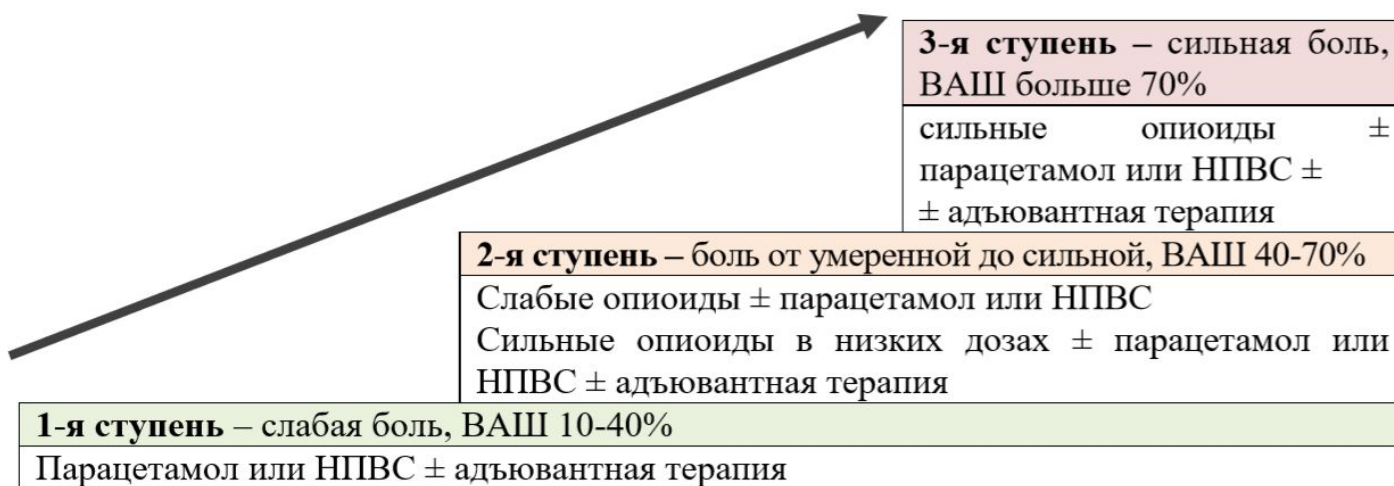 3-я ступень – сильная боль,
ВАШ больше 70%
сильные опиоиды ±
парацетамол или НПВС ±
± адъювантная терапия
2-я ступень – боль от умеренной до сильной, ВАШ 40-70%
Слабые опиоиды ± парацетамол или НПВС
Сильные опиоиды в низких дозах ± парацетамол или
НПВС ± адъювантная терапия
1-я ступень – слабая боль, ВАШ 10-40%
Парацетамол или НПВС ± адъювантная терапия